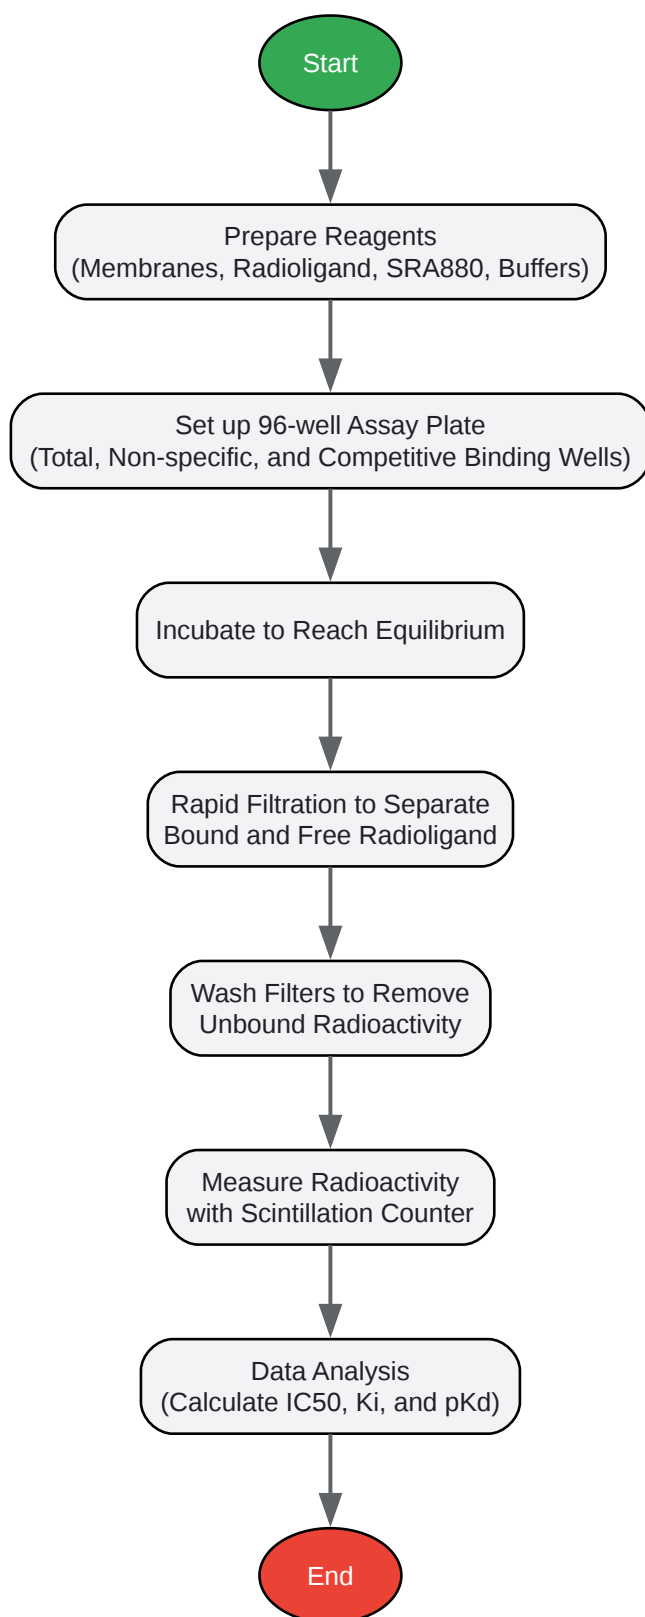 Start
Prepare Reagents
(Membranes, Radioligand, SRA880, Buffers)
Set up 96-well Assay Plate
(Total, Non-specific, and Competitive Binding Wells)
Incubate to Reach Equilibrium
Rapid Filtration to Separate
Bound and Free Radioligand
Wash Filters to Remove
Unbound Radioactivity
Measure Radioactivity
with Scintillation Counter
Data Analysis
(Calculate IC50, Ki, and pKd)
End